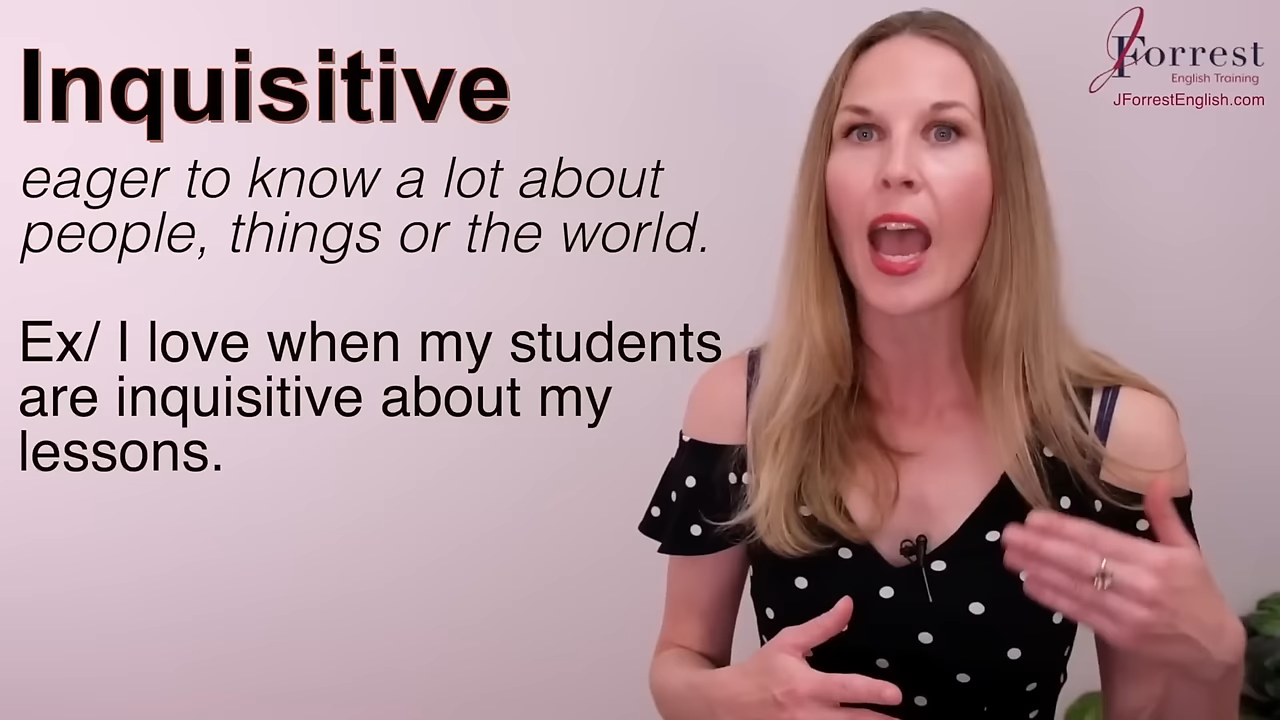 Inquisitive
eager to know a lot about
people, things or the world.
Ex/ I love when my students
are inquisitive about my
lessons.
JForrest
English Training
JForrestEnglish.com